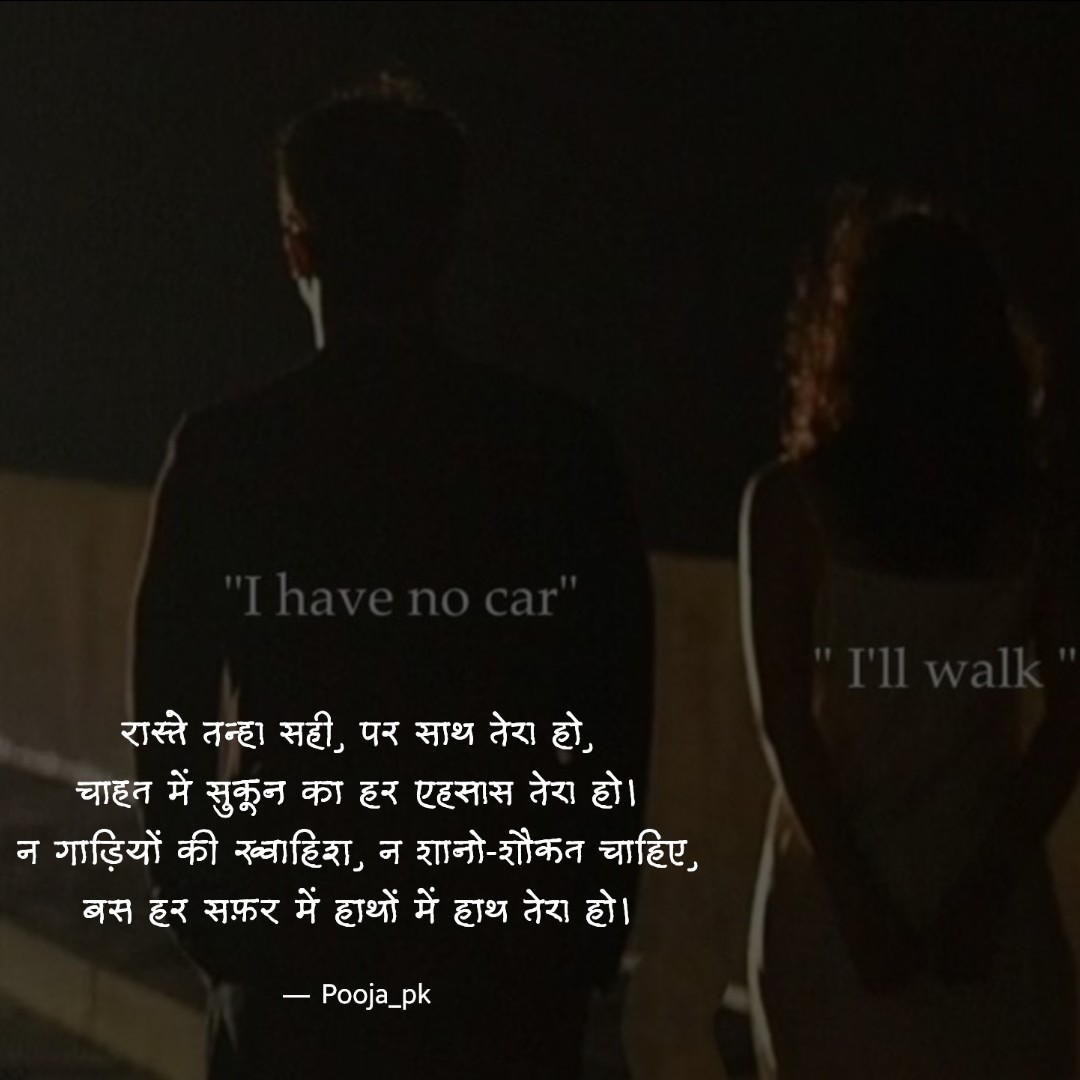 "I have no car"
" I'll walk "
रास्ते तन्हा सही, पर साथ तेरा हो,
चाहत में सुकून का हर एहसास तेरा हो।
न गाड़ियों की ख्वाहिश, न शानो-शौकत चाहिए,
बस हर सफ़र में हाथों में हाथ तेरा हो।
— Pooja_pk